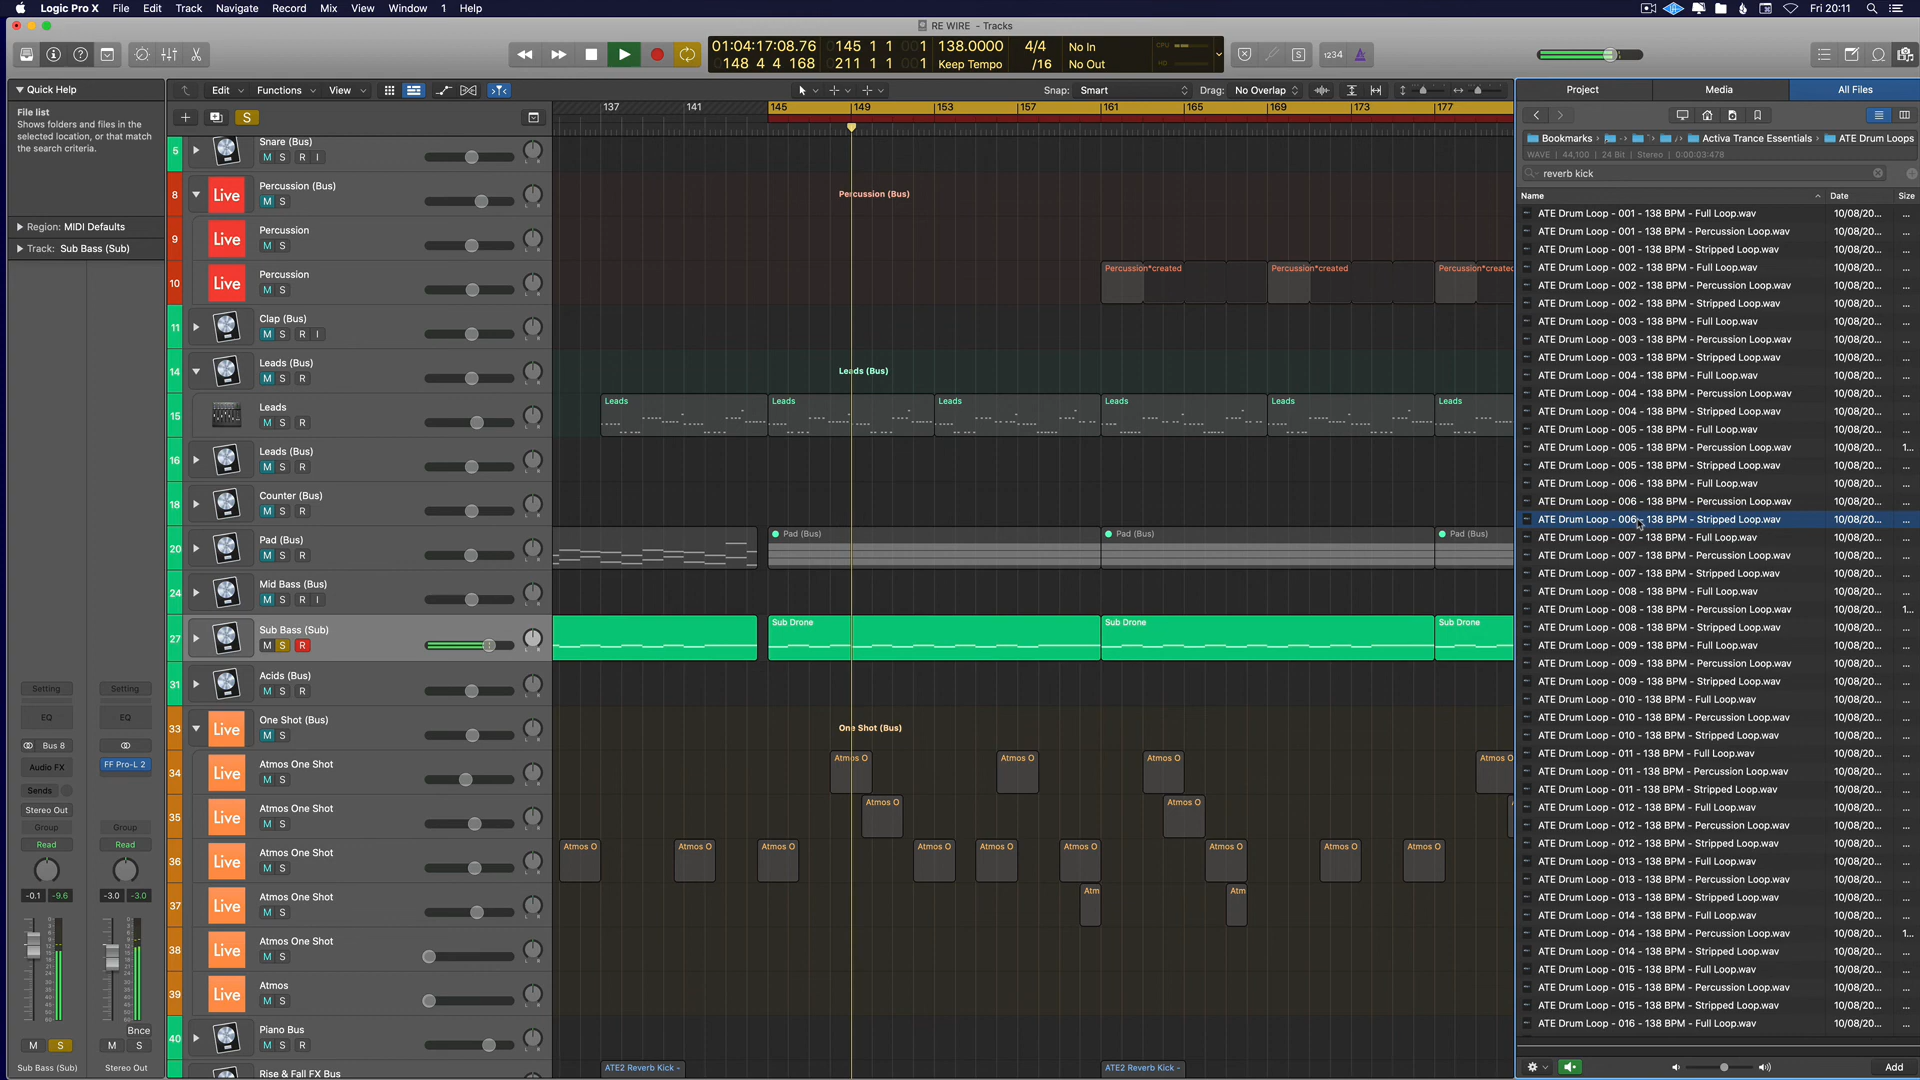 Logic Pro X File Edit Track Navigate Record Mix View Window 1 Help Fri 20:11
RE WIRE - Tracks
01:04:17:08.76 145 1 1 001 138.0000 4/4 No In CPU
148 4 4 168 211 1 1 001 Keep Tempo /16 No Out HD
1234
Quick Help
File list
Shows folders and files in the
selected location, or that match
the search criteria.
Region: MIDI Defaults
Track: Sub Bass (Sub)
Edit Functions View Snap: Smart Drag: No Overlap
S
137 141 145 149 153 157 161 165 169 173 177
5 Snare (Bus)
M S R I
8 Live Percussion (Bus) Percussion (Bus)
M S
9 Live Percussion
M S
10 Live Percussion Percussion*created Percussion*created Percussion*created
M S
11 Clap (Bus)
M S R I
14 Leads (Bus) Leads (Bus)
M S R
15 Leads Leads Leads Leads Leads Leads Leads
M S R
16 Leads (Bus)
M S R
18 Counter (Bus)
M S R
20 Pad (Bus) Pad (Bus) Pad (Bus) Pad (Bus)
M S R
24 Mid Bass (Bus)
M S R I
27 Sub Bass (Sub) Sub Drone Sub Drone Sub Drone
M S R
31 Acids (Bus)
M S R
33 Live One Shot (Bus) One Shot (Bus)
M S
34 Live Atmos One Shot Atmos O Atmos O Atmos O Atmos O
M S
35 Live Atmos One Shot Atmos O Atmos O
M S
36 Live Atmos One Shot Atmos O Atmos O Atmos O Atmos O Atmos O Atmos O Atmos O Atmos O Atmos O
M S
37 Live Atmos One Shot Atm Atm
M S
38 Live Atmos One Shot
M S
39 Live Atmos
M S
40 Piano Bus
M S R
Rise & Fall FX Bus ATE2 Reverb Kick - ATE2 Reverb Kick -
Setting Setting
EQ EQ
Bus 8
Audio FX FF Pro-L 2
Sends
Stereo Out
Group Group
Read Read
-0.1 -9.6 -3.0 -3.0
Bnce
M S M S
Sub Bass (Sub) Stereo Out
Project Media All Files
Bookmarks Activa Trance Essentials ATE Drum Loops
WAVE | 44,100 | 24 Bit | Stereo | 0:00:03:478
reverb kick
Name Date Size
ATE Drum Loop - 001 - 138 BPM - Full Loop.wav 10/08/20... ...
ATE Drum Loop - 001 - 138 BPM - Percussion Loop.wav 10/08/20... ...
ATE Drum Loop - 001 - 138 BPM - Stripped Loop.wav 10/08/20... ...
ATE Drum Loop - 002 - 138 BPM - Full Loop.wav 10/08/20... ...
ATE Drum Loop - 002 - 138 BPM - Percussion Loop.wav 10/08/20... ...
ATE Drum Loop - 002 - 138 BPM - Stripped Loop.wav 10/08/20... ...
ATE Drum Loop - 003 - 138 BPM - Full Loop.wav 10/08/20... ...
ATE Drum Loop - 003 - 138 BPM - Percussion Loop.wav 10/08/20... ...
ATE Drum Loop - 003 - 138 BPM - Stripped Loop.wav 10/08/20... ...
ATE Drum Loop - 004 - 138 BPM - Full Loop.wav 10/08/20... ...
ATE Drum Loop - 004 - 138 BPM - Percussion Loop.wav 10/08/20... ...
ATE Drum Loop - 004 - 138 BPM - Stripped Loop.wav 10/08/20... ...
ATE Drum Loop - 005 - 138 BPM - Full Loop.wav 10/08/20... ...
ATE Drum Loop - 005 - 138 BPM - Percussion Loop.wav 10/08/20... 1...
ATE Drum Loop - 005 - 138 BPM - Stripped Loop.wav 10/08/20... ...
ATE Drum Loop - 006 - 138 BPM - Full Loop.wav 10/08/20... ...
ATE Drum Loop - 006 - 138 BPM - Percussion Loop.wav 10/08/20... ...
ATE Drum Loop - 006 - 138 BPM - Stripped Loop.wav 10/08/20... ...
ATE Drum Loop - 007 - 138 BPM - Full Loop.wav 10/08/20... ...
ATE Drum Loop - 007 - 138 BPM - Percussion Loop.wav 10/08/20... ...
ATE Drum Loop - 007 - 138 BPM - Stripped Loop.wav 10/08/20... ...
ATE Drum Loop - 008 - 138 BPM - Full Loop.wav 10/08/20... ...
ATE Drum Loop - 008 - 138 BPM - Percussion Loop.wav 10/08/20... 1...
ATE Drum Loop - 008 - 138 BPM - Stripped Loop.wav 10/08/20... ...
ATE Drum Loop - 009 - 138 BPM - Full Loop.wav 10/08/20... ...
ATE Drum Loop - 009 - 138 BPM - Percussion Loop.wav 10/08/20... ...
ATE Drum Loop - 009 - 138 BPM - Stripped Loop.wav 10/08/20... ...
ATE Drum Loop - 010 - 138 BPM - Full Loop.wav 10/08/20... ...
ATE Drum Loop - 010 - 138 BPM - Percussion Loop.wav 10/08/20... ...
ATE Drum Loop - 010 - 138 BPM - Stripped Loop.wav 10/08/20... ...
ATE Drum Loop - 011 - 138 BPM - Full Loop.wav 10/08/20... ...
ATE Drum Loop - 011 - 138 BPM - Percussion Loop.wav 10/08/20... ...
ATE Drum Loop - 011 - 138 BPM - Stripped Loop.wav 10/08/20... ...
ATE Drum Loop - 012 - 138 BPM - Full Loop.wav 10/08/20... ...
ATE Drum Loop - 012 - 138 BPM - Percussion Loop.wav 10/08/20... ...
ATE Drum Loop - 012 - 138 BPM - Stripped Loop.wav 10/08/20... ...
ATE Drum Loop - 013 - 138 BPM - Full Loop.wav 10/08/20... ...
ATE Drum Loop - 013 - 138 BPM - Percussion Loop.wav 10/08/20... ...
ATE Drum Loop - 013 - 138 BPM - Stripped Loop.wav 10/08/20... ...
ATE Drum Loop - 014 - 138 BPM - Full Loop.wav 10/08/20... ...
ATE Drum Loop - 014 - 138 BPM - Percussion Loop.wav 10/08/20... 1...
ATE Drum Loop - 014 - 138 BPM - Stripped Loop.wav 10/08/20... ...
ATE Drum Loop - 015 - 138 BPM - Full Loop.wav 10/08/20... ...
ATE Drum Loop - 015 - 138 BPM - Percussion Loop.wav 10/08/20... ...
ATE Drum Loop - 015 - 138 BPM - Stripped Loop.wav 10/08/20... ...
ATE Drum Loop - 016 - 138 BPM - Full Loop.wav 10/08/20... ...
Add